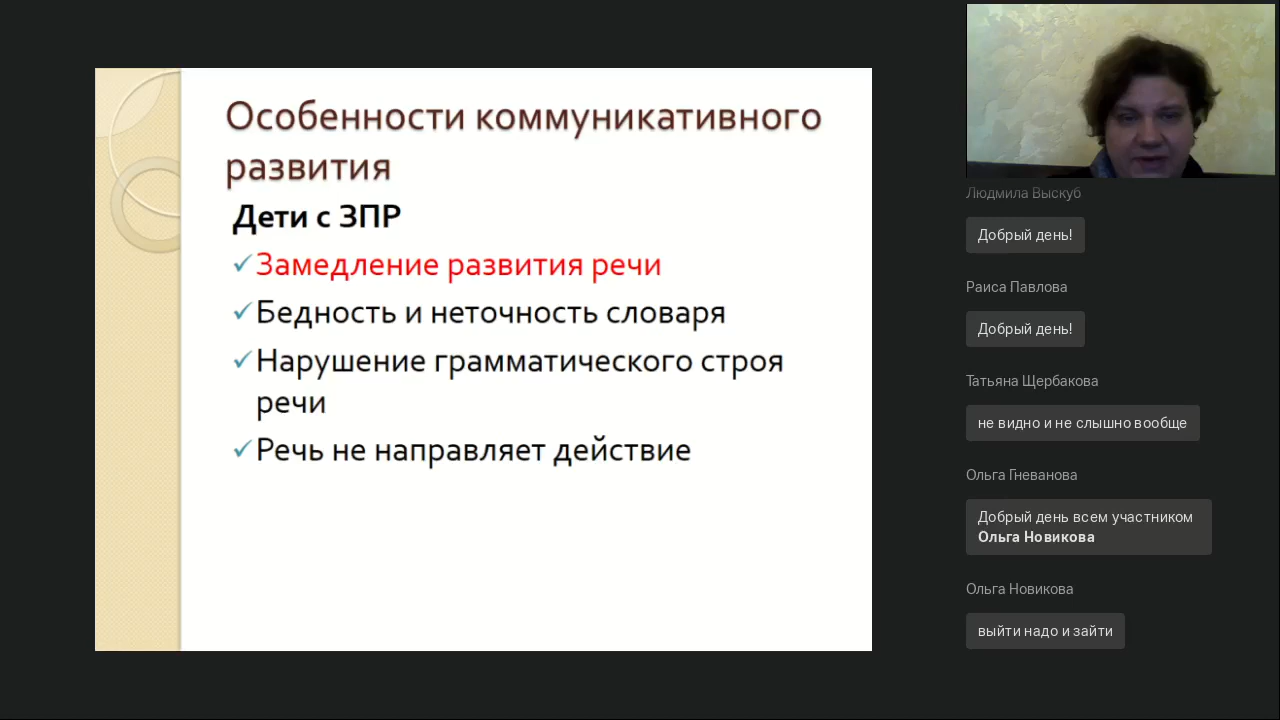 Особенности коммуникативного
развития
Дети с ЗПР
Замедление развития речи
Бедность и неточность словаря
Нарушение грамматического строя
речи
Речь не направляет действие
Людмила Выскуб
Добрый день!
Раиса Павлова
Добрый день!
Татьяна Щербакова
не видно и не слышно вообще
Ольга Гневанова
Добрый день всем участником
Ольга Новикова
Ольга Новикова
выйти надо и зайти